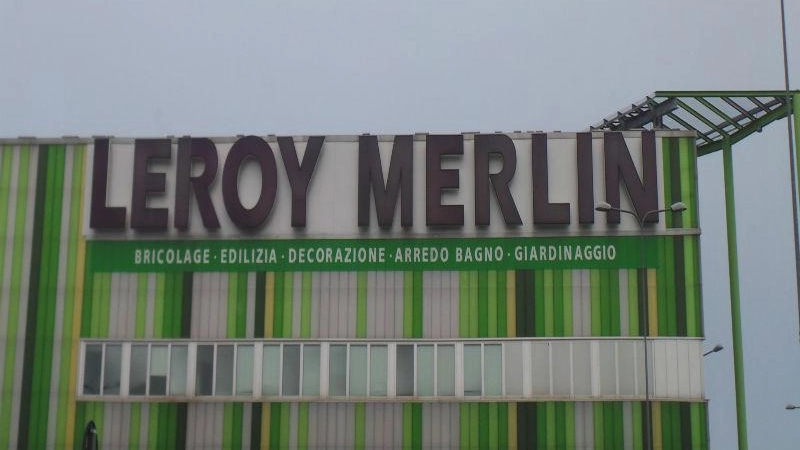 LEROY MERLIN
BRICOLAGE · EDILIZIA · DECORAZIONE · ARREDO BAGNO · GIARDINAGGIO